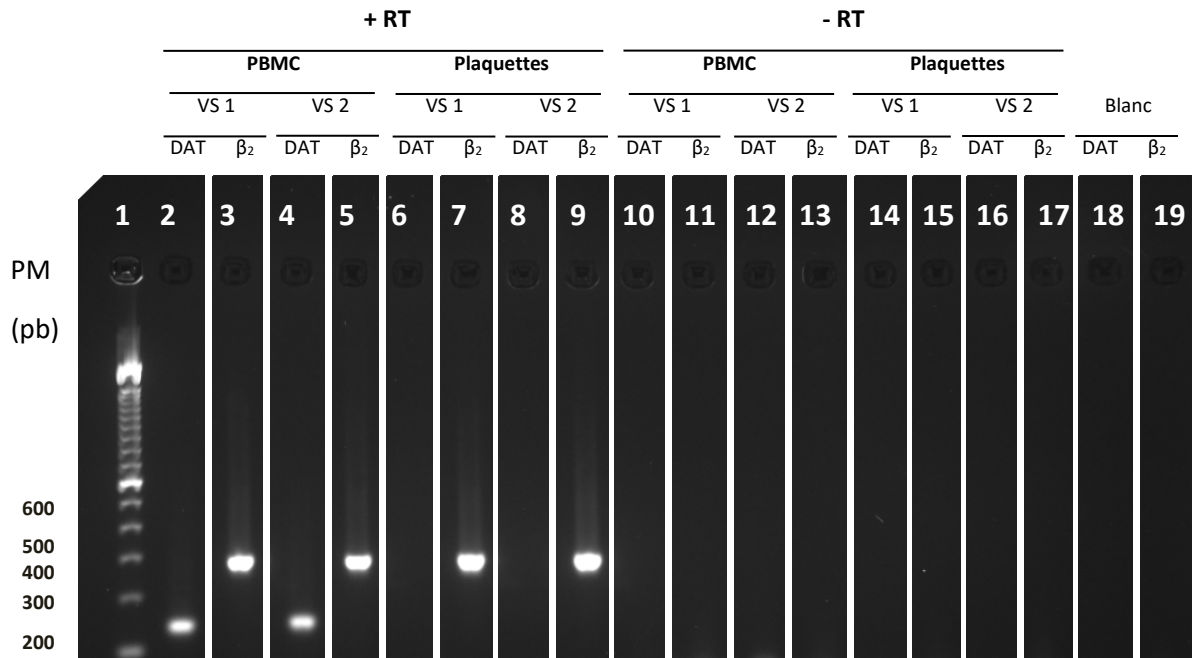 + RT - RT
PBMC Plaquettes PBMC Plaquettes
VS 1 VS 2 VS 1 VS 2 VS 1 VS 2 VS 1 VS 2 Blanc
DAT β₂ DAT β₂ DAT β₂ DAT β₂ DAT β₂ DAT β₂ DAT β₂ DAT β₂ DAT β₂
1 2 3 4 5 6 7 8 9 10 11 12 13 14 15 16 17 18 19
PM
(pb)
600
500
400
300
200